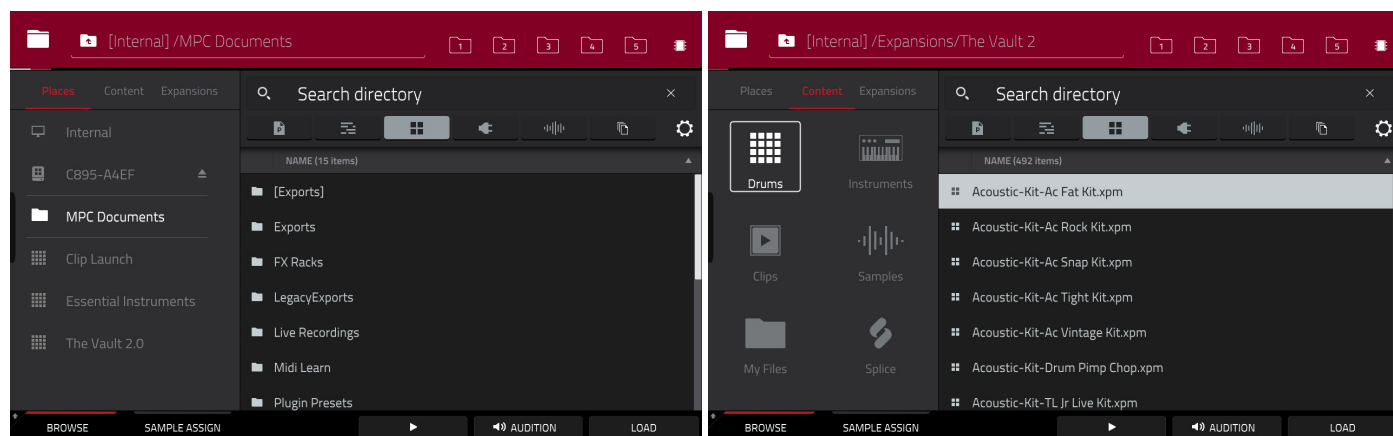 [Internal] /MPC Documents
1 2 3 4 5
Places Content Expansions
Search directory
Internal
P
C895-A4EF
NAME (15 items)
[Exports]
MPC Documents
Exports
Clip Launch
FX Racks
Essential Instruments
LegacyExports
The Vault 2.0
Live Recordings
Midi Learn
Plugin Presets
BROWSE SAMPLE ASSIGN AUDITION LOAD
[Internal] /Expansions/The Vault 2
1 2 3 4 5
Places Content Expansions
Search directory
P
NAME (492 items)
Drums Instruments
Acoustic-Kit-Ac Fat Kit.xpm
Acoustic-Kit-Ac Rock Kit.xpm
Clips Samples
Acoustic-Kit-Ac Snap Kit.xpm
Acoustic-Kit-Ac Tight Kit.xpm
Acoustic-Kit-Ac Vintage Kit.xpm
My Files Splice
Acoustic-Kit-Drum Pimp Chop.xpm
Acoustic-Kit-TL Jr Live Kit.xpm
BROWSE SAMPLE ASSIGN AUDITION LOAD